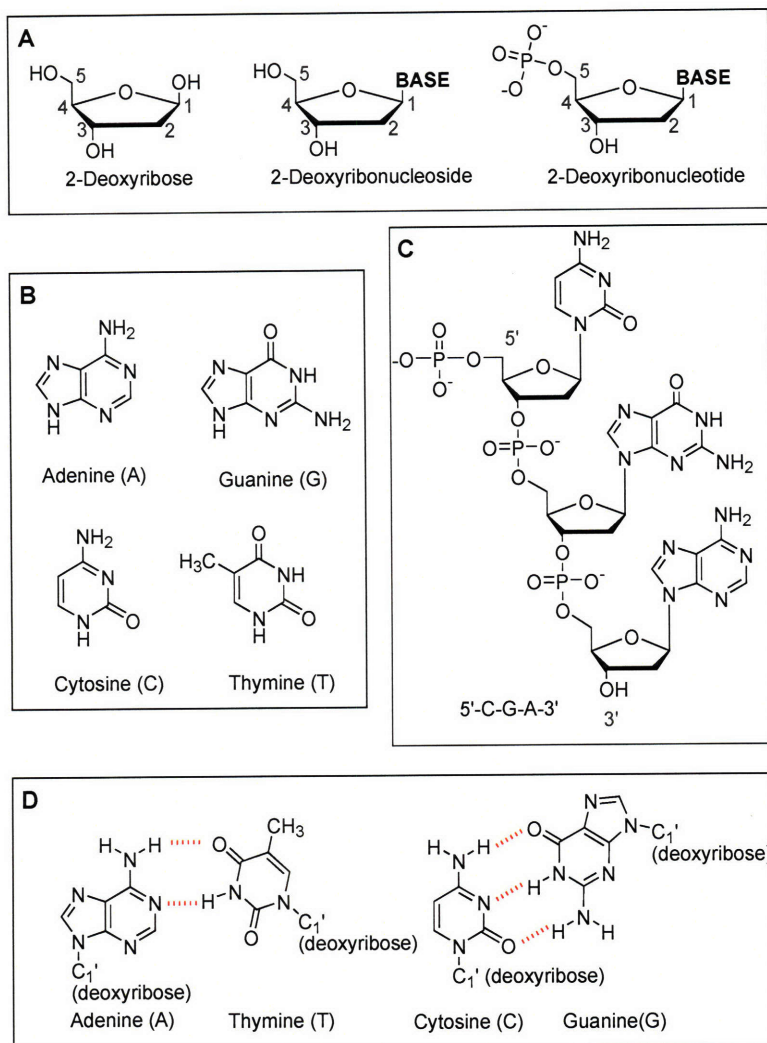 A
HO 5 O OH 4 3 2 1 OH
2-Deoxyribose
HO 5 O BASE 4 3 2 1 OH
2-Deoxyribonucleoside
O- O=P-O -O 5 O BASE 4 3 2 1 OH
2-Deoxyribonucleotide
B
NH2 N N N H N
Adenine (A)
O N NH N H N NH2
Guanine (G)
NH2 N N H O
Cytosine (C)
H3C O NH N H O
Thymine (T)
C
NH2
N
N O
5'
O
-O-P-O
O-
O
O
O=P-O-
O
O
N NH
N N NH2
O
NH2
O
O=P-O-
O
N N
N N
O
OH
3'
5'-C-G-A-3'
D
H N H
N N
N N
C1'
(deoxyribose)
Adenine (A)
O CH3
H N
N
O C1'
(deoxyribose)
Thymine (T)
H N H
N
N O
C1' (deoxyribose)
Cytosine (C)
N
O N C1'
(deoxyribose)
H N N
H N H
Guanine(G)